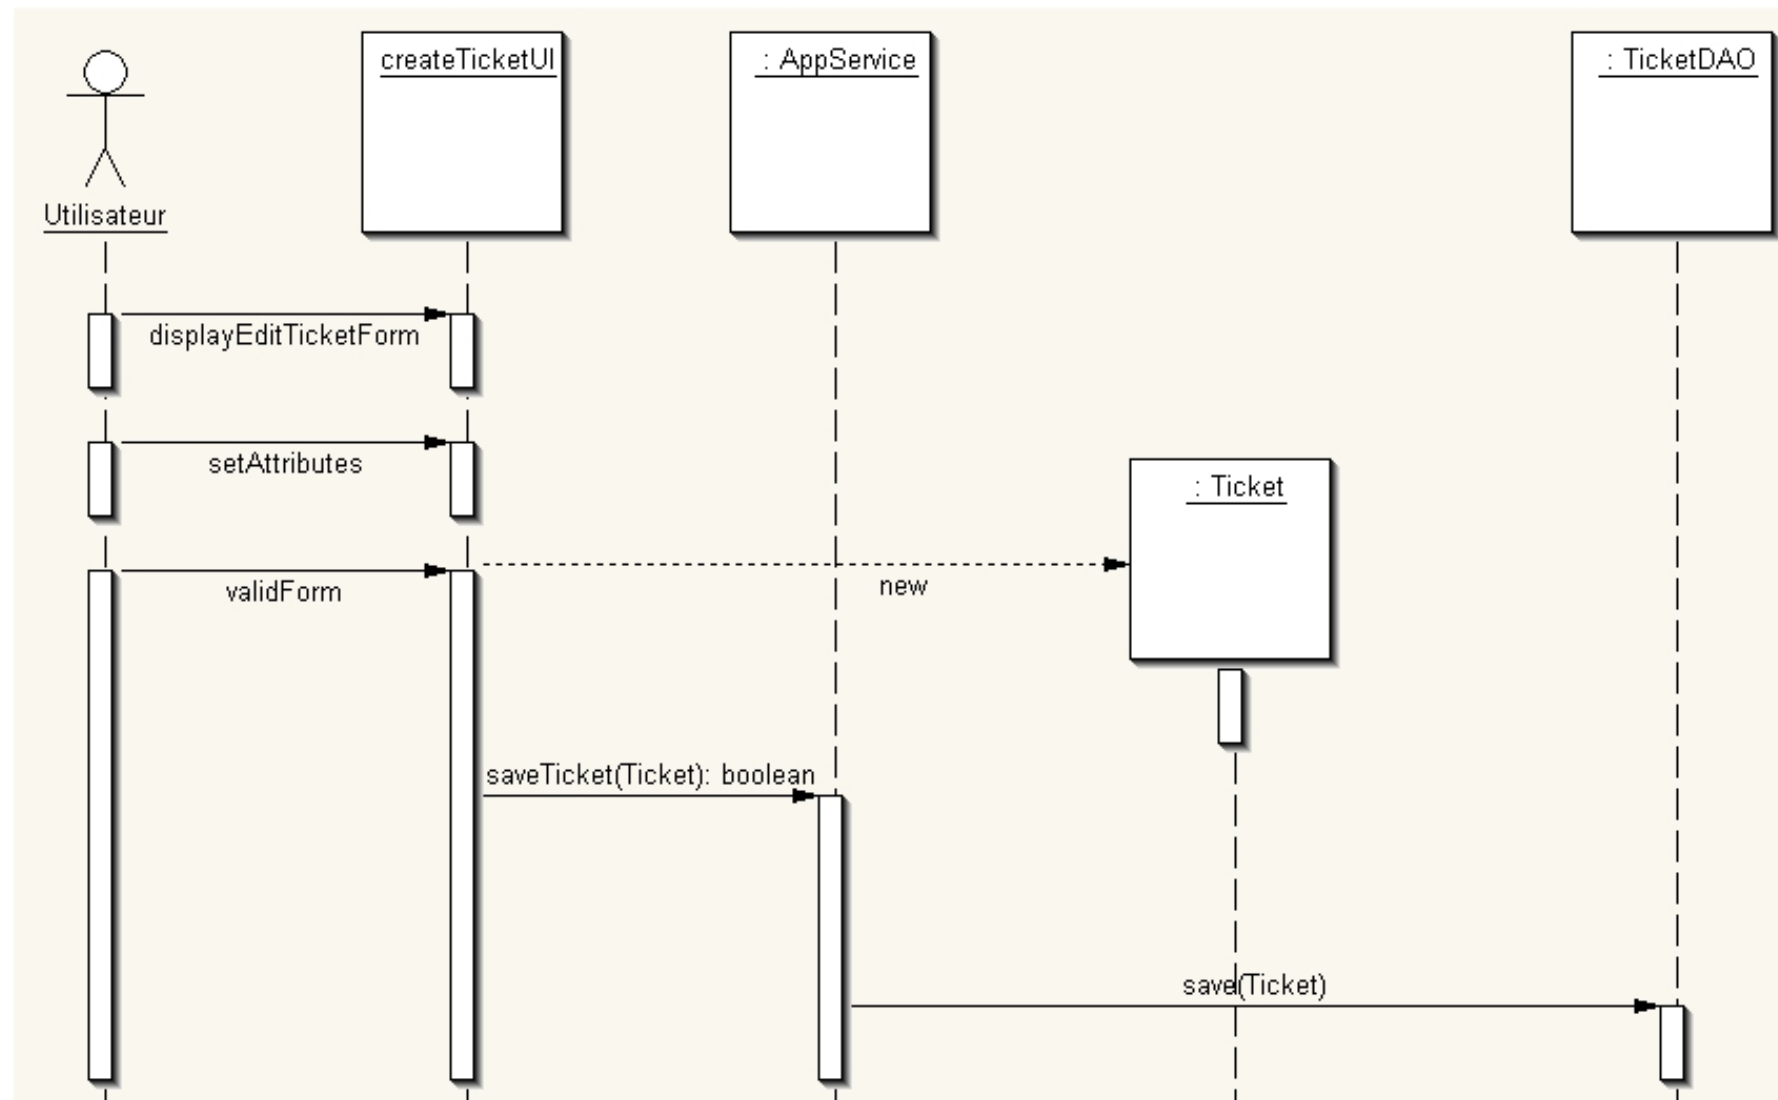 createTicketUI
: AppService
: TicketDAO
Utilisateur
displayEditTicketForm
setAttributes
: Ticket
validForm
new
saveTicket(Ticket): boolean
save(Ticket)